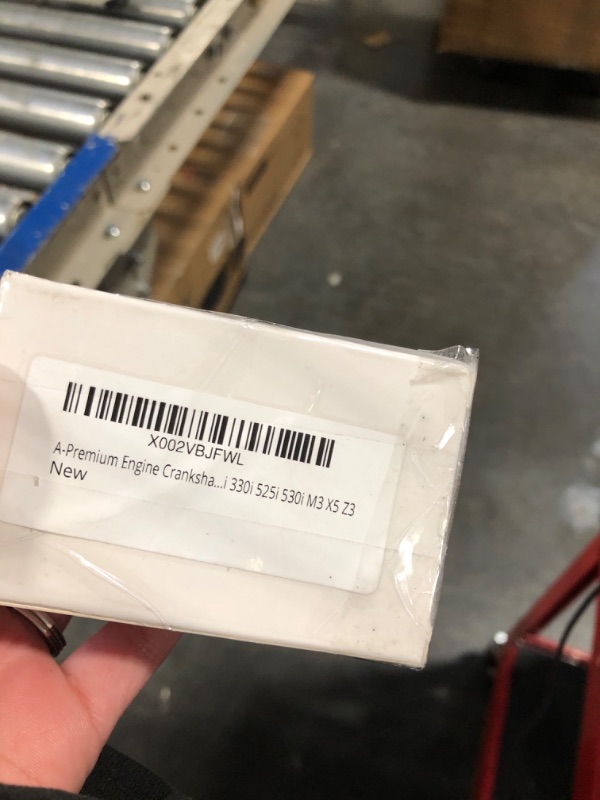 X002VBJFWL
A-Premium Engine Cranksha...i 330i 525i 530i M3 X5 Z3
New